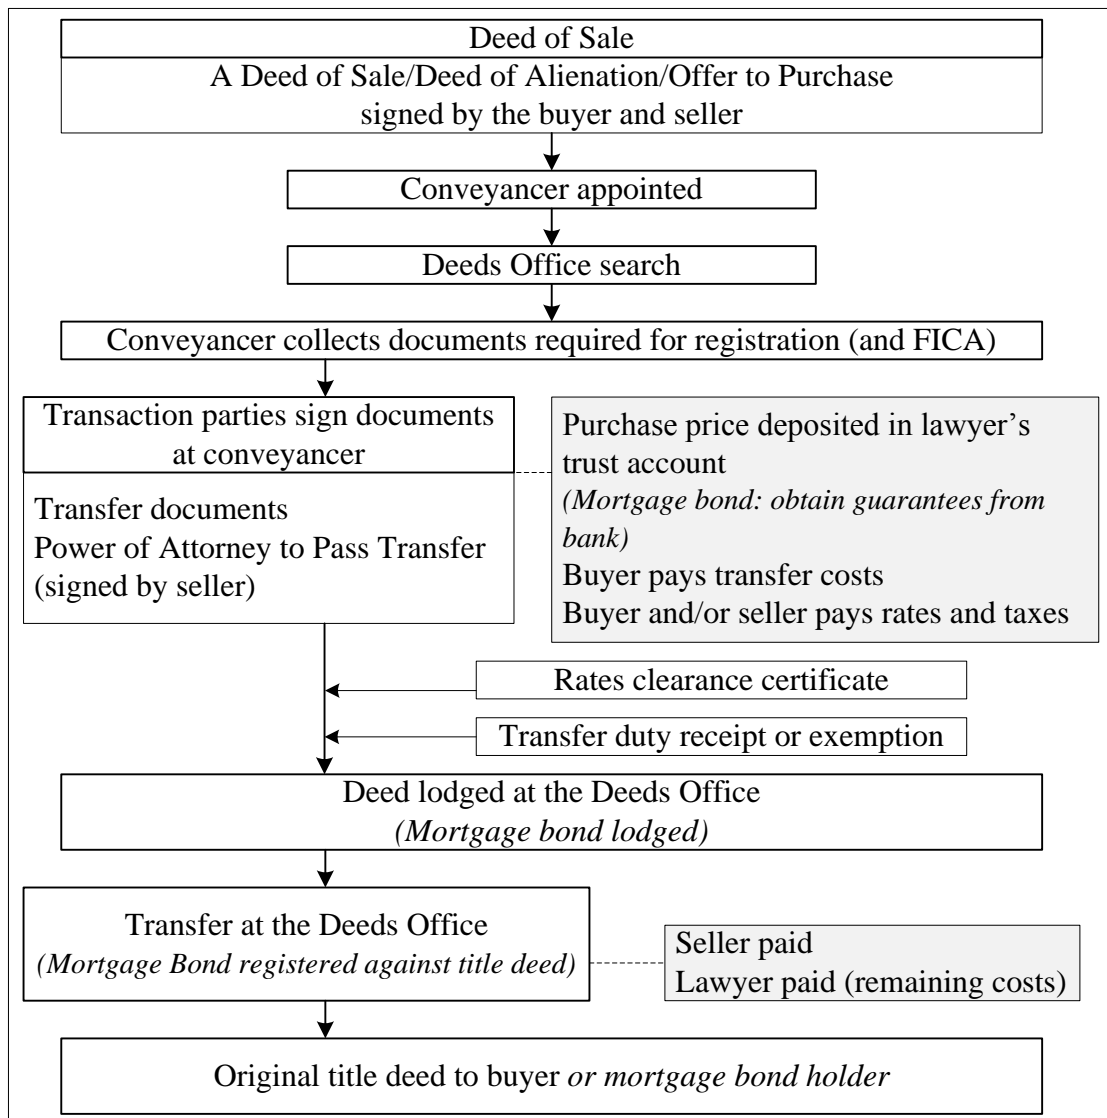 Deed of Sale
A Deed of Sale/Deed of Alienation/Offer to Purchase
signed by the buyer and seller
Conveyancer appointed
Deeds Office search
Conveyancer collects documents required for registration (and FICA)
Transaction parties sign documents
at conveyancer
Transfer documents
Power of Attorney to Pass Transfer
(signed by seller)
Purchase price deposited in lawyer's
trust account
(Mortgage bond: obtain guarantees from
bank)
Buyer pays transfer costs
Buyer and/or seller pays rates and taxes
Rates clearance certificate
Transfer duty receipt or exemption
Deed lodged at the Deeds Office
(Mortgage bond lodged)
Transfer at the Deeds Office
(Mortgage Bond registered against title deed)
Seller paid
Lawyer paid (remaining costs)
Original title deed to buyer or mortgage bond holder